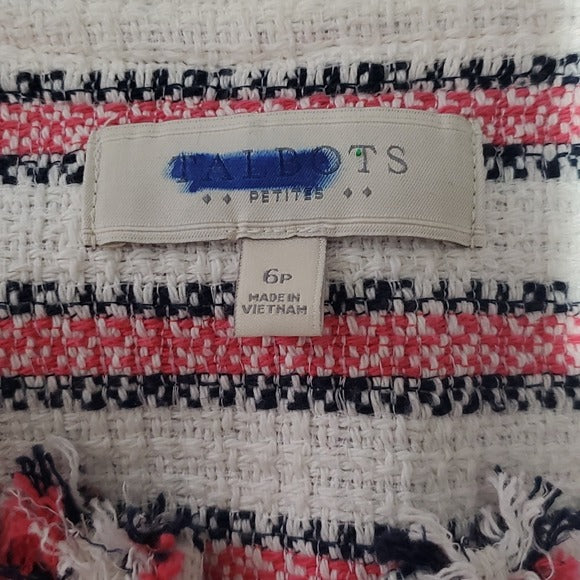 TALBOTS
PETITES
6P
MADE IN
VIETNAM